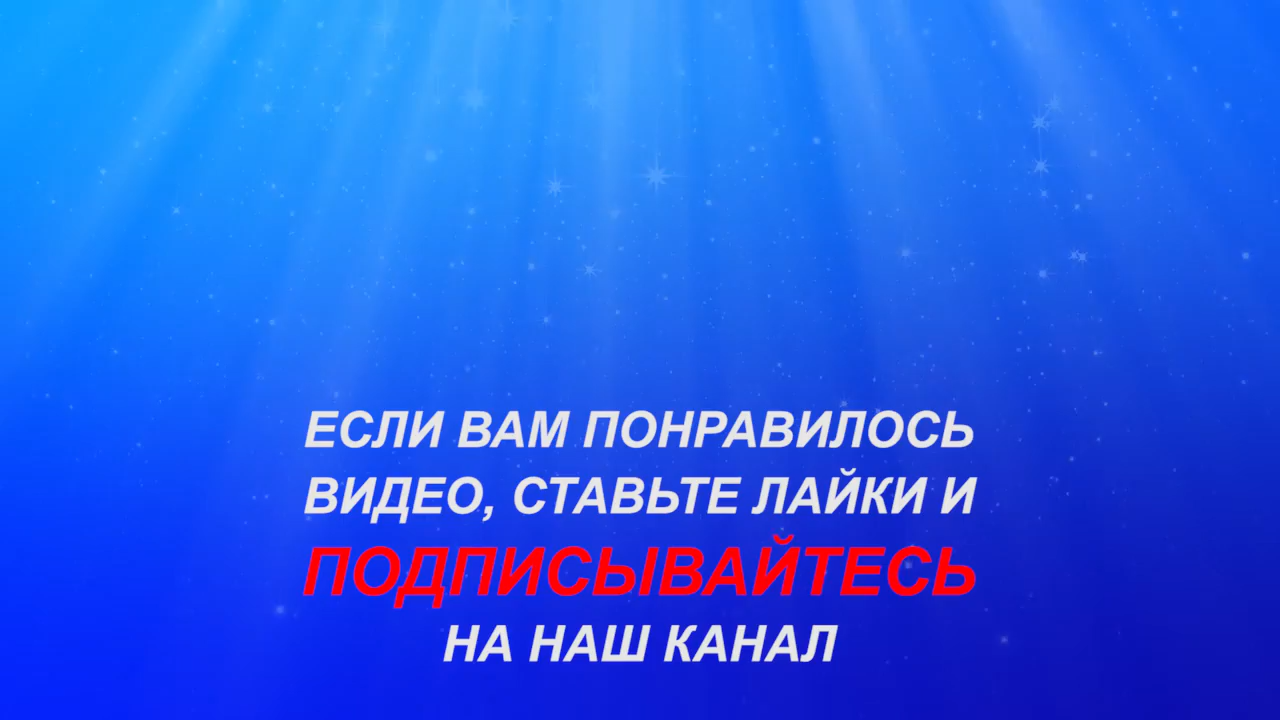 ЕСЛИ ВАМ ПОНРАВИЛОСЬ
ВИДЕО, СТАВЬТЕ ЛАЙКИ И
ПОДПИСЫВАЙТЕСЬ
НА НАШ КАНАЛ